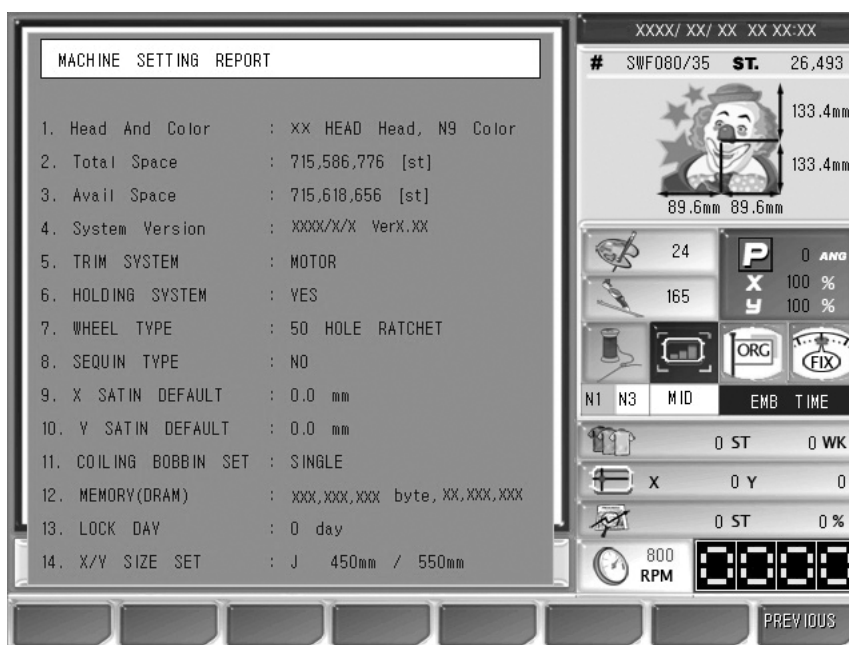 MACHINE SETTING REPORT
1. Head And Color : XX HEAD Head, N9 Color
2. Total Space : 715,586,776 [st]
3. Avail Space : 715,618,656 [st]
4. System Version : XXXX/X/X VerX.XX
5. TRIM SYSTEM : MOTOR
6. HOLDING SYSTEM : YES
7. WHEEL TYPE : 50 HOLE RATCHET
8. SEQUIN TYPE : NO
9. X SATIN DEFAULT : 0.0 mm
10. Y SATIN DEFAULT : 0.0 mm
11. COILING BOBBIN SET : SINGLE
12. MEMORY(DRAM) : XXX,XXX,XXX byte, XX,XXX,XXX
13. LOCK DAY : 0 day
14. X/Y SIZE SET : J 450mm / 550mm
XXXX/ XX/ XX XX XX:XX
# SWF080/35 ST. 26,493
133.4mm
133.4mm
89.6mm 89.6mm
24
165
P 0 ANG
X 100 %
Y 100 %
ORG
FIX
N1 N3 MID EMB TIME
0 ST 0 WK
X 0 Y 0
0 ST 0 %
800 RPM
0000
PREVIOUS